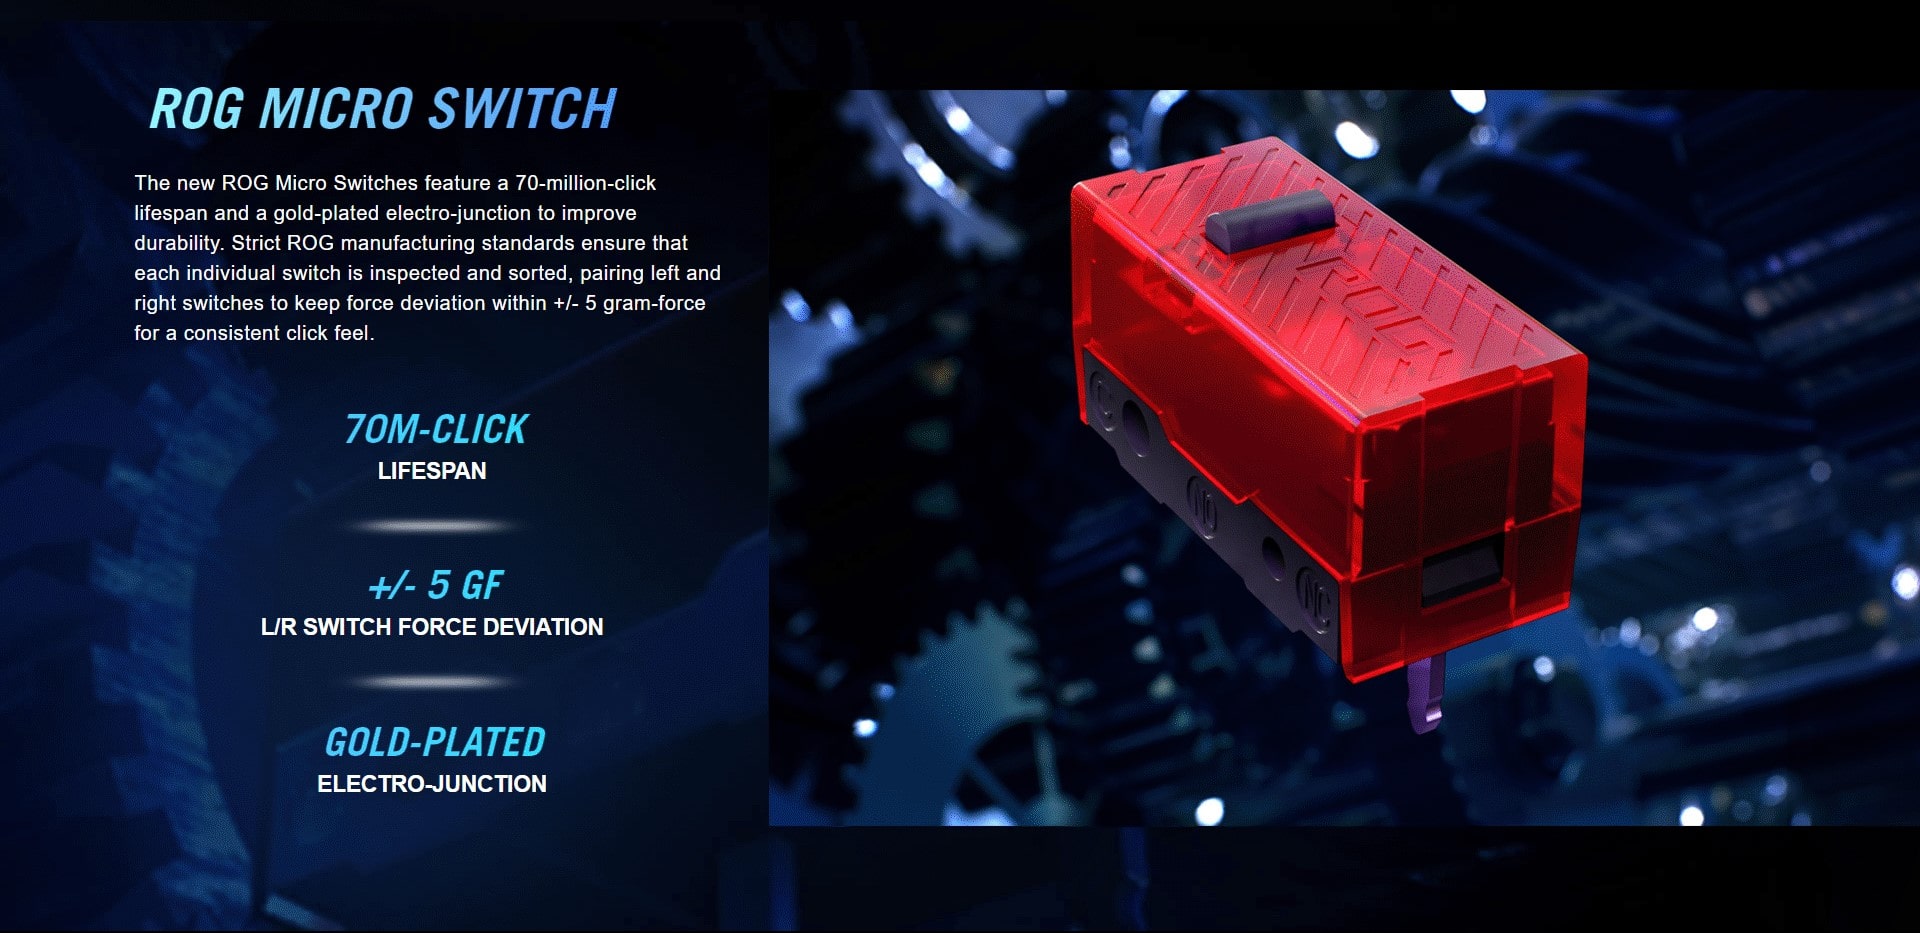 ROG MICRO SWITCH
The new ROG Micro Switches feature a 70-million-click
lifespan and a gold-plated electro-junction to improve
durability. Strict ROG manufacturing standards ensure that
each individual switch is inspected and sorted, pairing left and
right switches to keep force deviation within +/- 5 gram-force
for a consistent click feel.
70M-CLICK
LIFESPAN
+/- 5 GF
L/R SWITCH FORCE DEVIATION
GOLD-PLATED
ELECTRO-JUNCTION
ROG
C
NO
NC